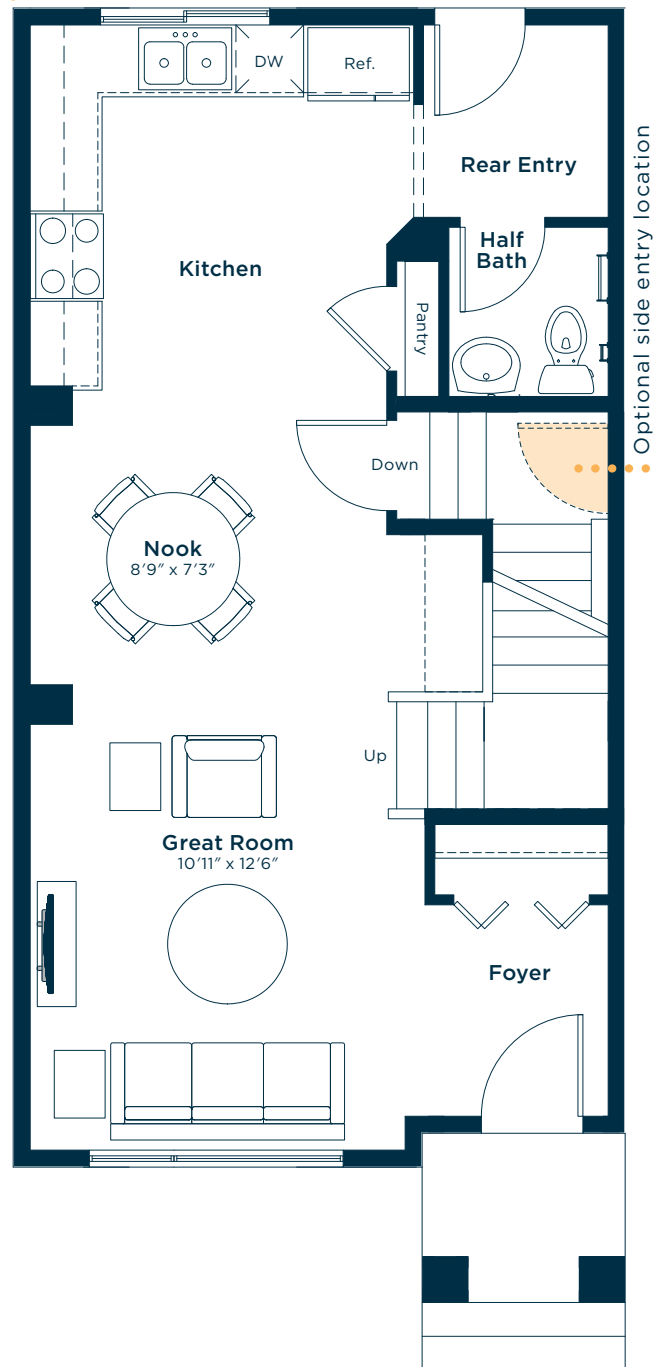 DW
Ref.
Rear Entry
Optional side entry location
Half
Bath
Kitchen
Pantry
Down
Nook
8'9" x 7'3"
Up
Great Room
10'11" x 12'6"
Foyer